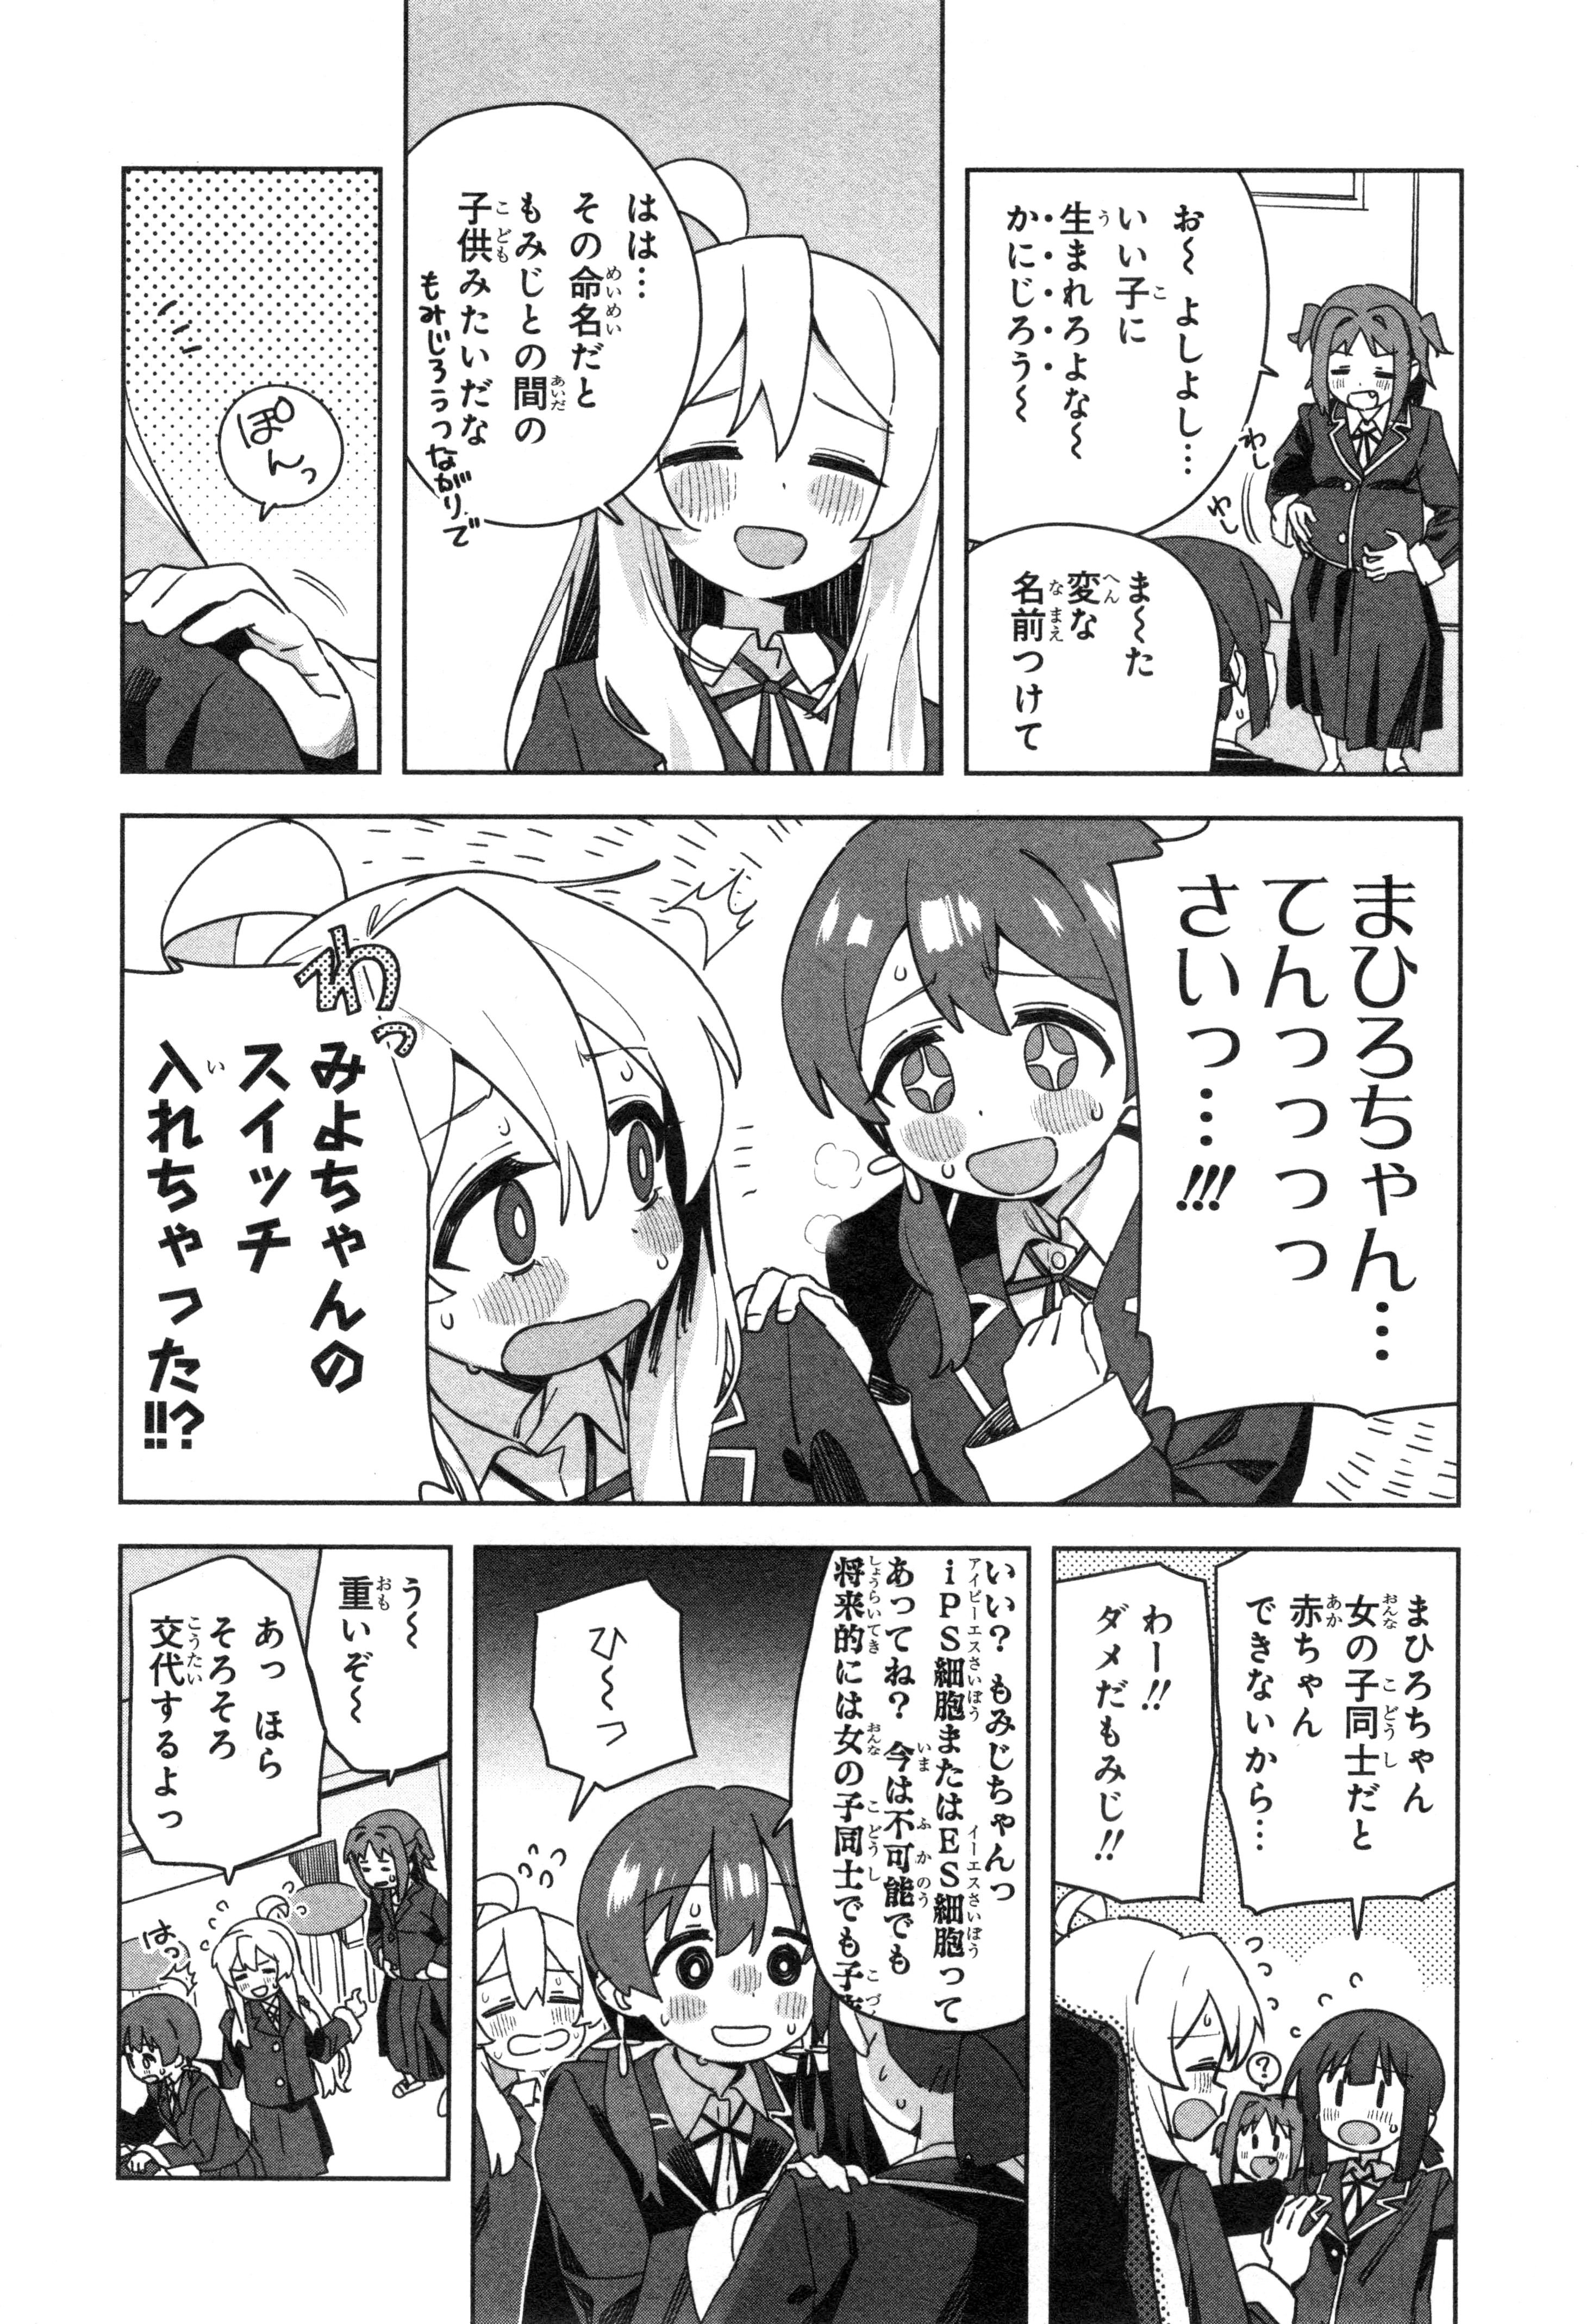 お〜よしよし…
いい子に
生まれろよな〜
かにじろう〜
わし
わし
ま〜た
変な
名前つけて
はは…
その命名だと
もみじとの間の
子供みたいだな
もみじろうつながりで
ぽんっ
まひろちゃん…
てんっっっっ
さいっ…!!!
わっ
みよちゃんの
スイッチ
入れちゃった!!?
まひろちゃん
女の子同士だと
赤ちゃん
できないから…
わー!!
ダメだもみじ!!
?
いい?もみじちゃんっ
iPS細胞またはES細胞って
あってね?今は不可能でも
将来的には女の子同士でも
ひ〜っ
う〜
重いぞ〜
あっほら
そろそろ
交代するよっ
はっ